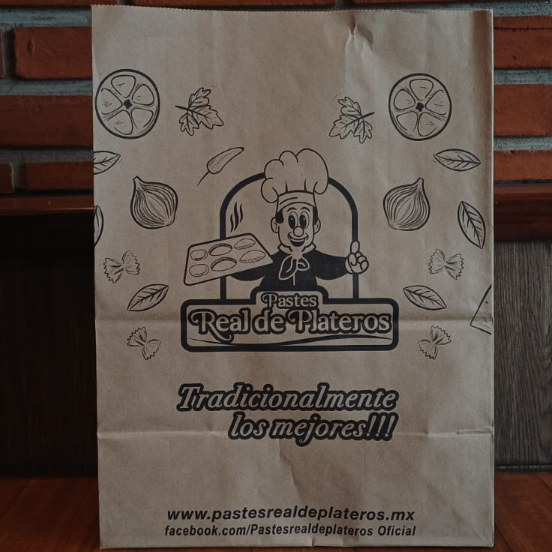 Pastes
Real de Plateros
Tradicionalmente
los mejores!!!
www.pastesrealdeplateros.mx
facebook.com/Pastesrealdeplateros Oficial